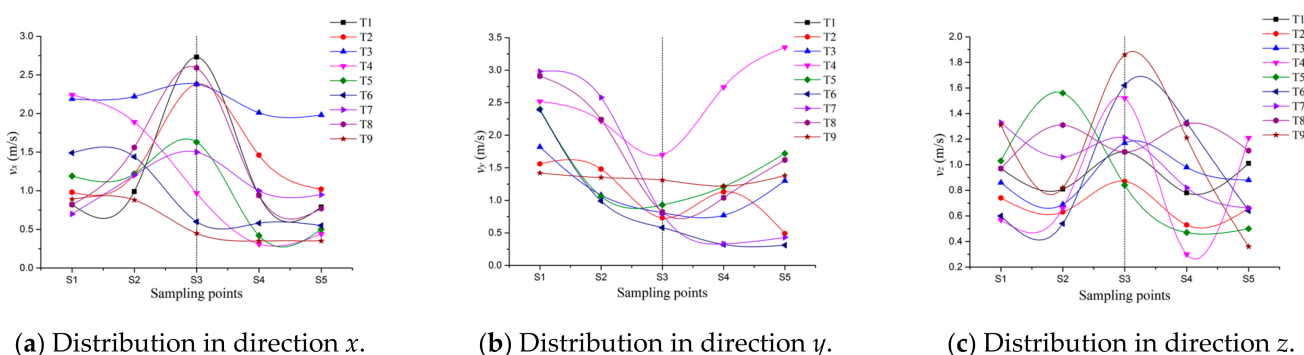 3.0
2.5
2.0
1.5
1.0
0.5
0.0
vx (m/s)
S1 S2 S3 S4 S5
Sampling points
T1
T2
T3
T4
T5
T6
T7
T8
T9
3.5
3.0
2.5
2.0
1.5
1.0
0.5
0.0
vy (m/s)
S1 S2 S3 S4 S5
Sampling points
T1
T2
T3
T4
T5
T6
T7
T8
T9
2.0
1.8
1.6
1.4
1.2
1.0
0.8
0.6
0.4
0.2
vz (m/s)
S1 S2 S3 S4 S5
Sampling points
T1
T2
T3
T4
T5
T6
T7
T8
T9
(a) Distribution in direction x.
(b) Distribution in direction y.
(c) Distribution in direction z.